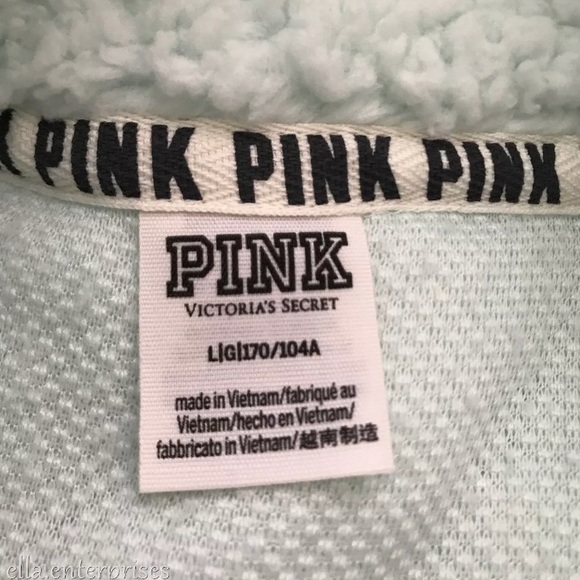 PINK PINK PINK
PINK
VICTORIA'S SECRET
L|G|170/104A
made in Vietnam/fabriqué au
Vietnam/hecho en Vietnam/
fabbricato in Vietnam/越南制造
ella.enterprises